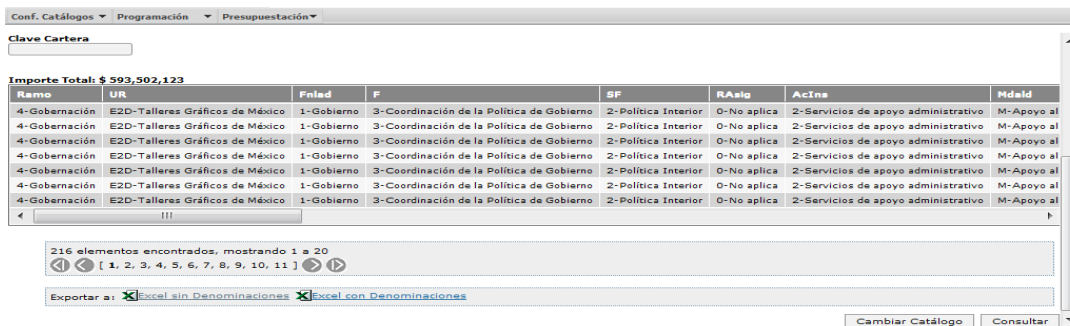 Conf. Catálogos Programación Presupuestación
Clave Cartera
Importe Total: $ 593,502,123
Ramo UR Fnlad F SF RAsig AcIns Mdald
4-Gobernación E2D-Talleres Gráficos de México 1-Gobierno 3-Coordinación de la Política de Gobierno 2-Política Interior 0-No aplica 2-Servicios de apoyo administrativo M-Apoyo al
4-Gobernación E2D-Talleres Gráficos de México 1-Gobierno 3-Coordinación de la Política de Gobierno 2-Política Interior 0-No aplica 2-Servicios de apoyo administrativo M-Apoyo al
4-Gobernación E2D-Talleres Gráficos de México 1-Gobierno 3-Coordinación de la Política de Gobierno 2-Política Interior 0-No aplica 2-Servicios de apoyo administrativo M-Apoyo al
4-Gobernación E2D-Talleres Gráficos de México 1-Gobierno 3-Coordinación de la Política de Gobierno 2-Política Interior 0-No aplica 2-Servicios de apoyo administrativo M-Apoyo al
4-Gobernación E2D-Talleres Gráficos de México 1-Gobierno 3-Coordinación de la Política de Gobierno 2-Política Interior 0-No aplica 2-Servicios de apoyo administrativo M-Apoyo al
4-Gobernación E2D-Talleres Gráficos de México 1-Gobierno 3-Coordinación de la Política de Gobierno 2-Política Interior 0-No aplica 2-Servicios de apoyo administrativo M-Apoyo al
4-Gobernación E2D-Talleres Gráficos de México 1-Gobierno 3-Coordinación de la Política de Gobierno 2-Política Interior 0-No aplica 2-Servicios de apoyo administrativo M-Apoyo al
216 elementos encontrados, mostrando 1 a 20
[ 1, 2, 3, 4, 5, 6, 7, 8, 9, 10, 11 ]
Exportar a: Excel sin Denominaciones Excel con Denominaciones
Cambiar Catálogo Consultar